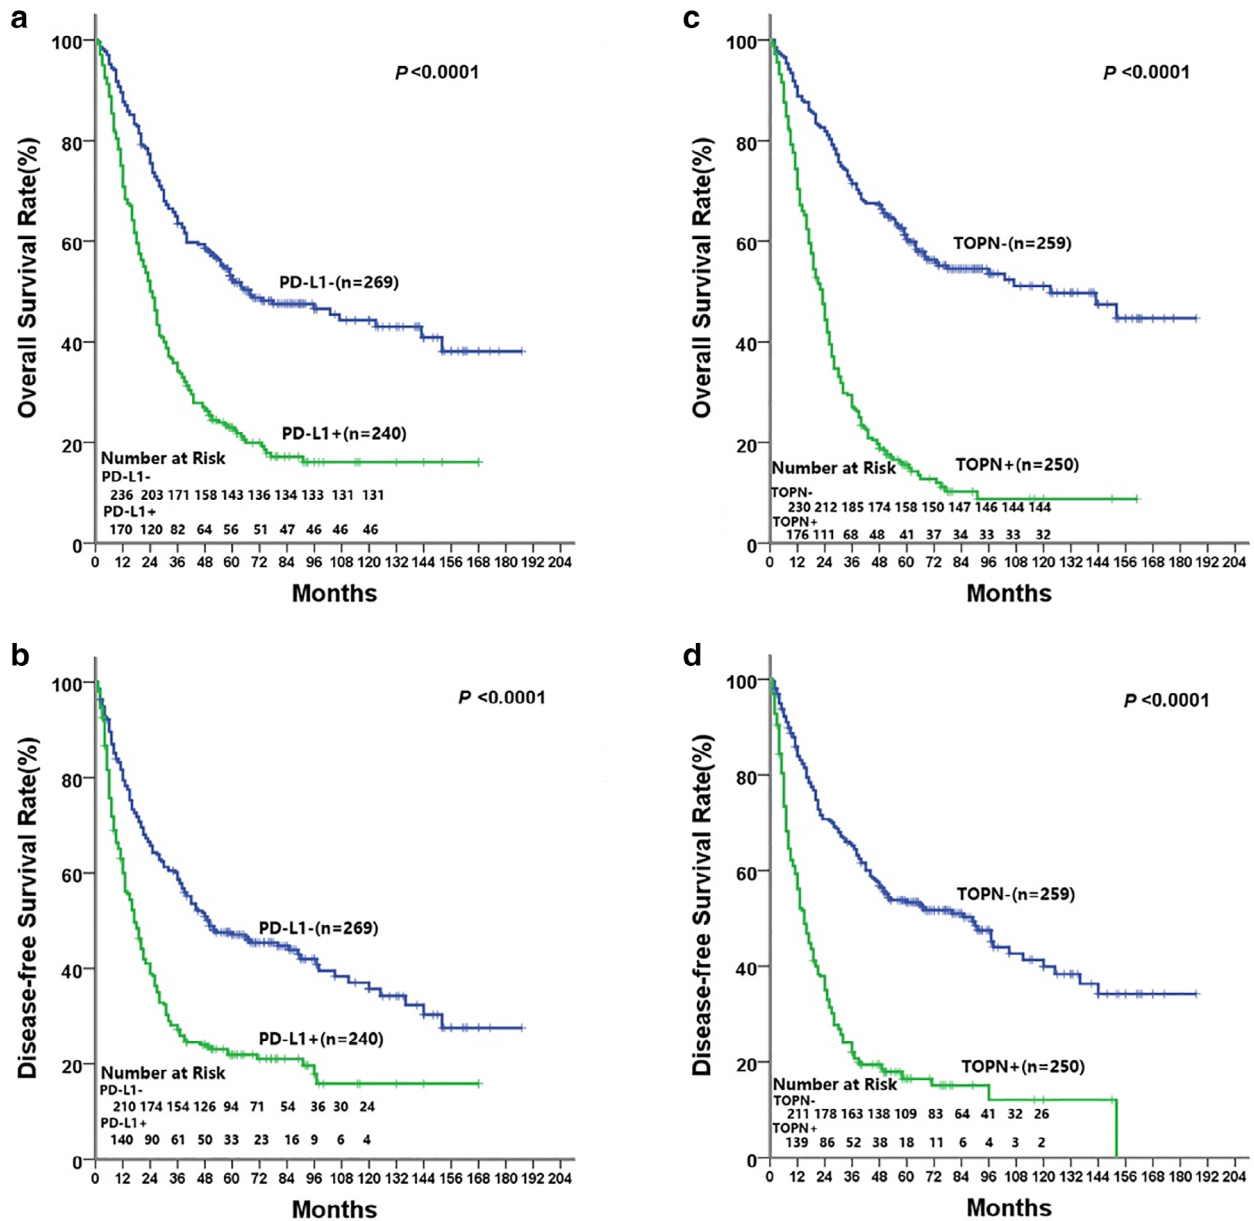 a
P <0.0001
Overall Survival Rate(%)
100
80
60
40
20
0
PD-L1-(n=269)
PD-L1+(n=240)
Number at Risk
PD-L1-
236 203 171 158 143 136 134 133 131 131
PD-L1+
170 120 82 64 56 51 47 46 46 46
0 12 24 36 48 60 72 84 96 108 120 132 144 156 168 180 192 204
Months
c
P <0.0001
Overall Survival Rate(%)
100
80
60
40
20
0
TOPN-(n=259)
TOPN+(n=250)
Number at Risk
TOPN-
230 212 185 174 158 150 147 146 144 144
TOPN+
176 111 68 48 41 37 34 33 33 32
0 12 24 36 48 60 72 84 96 108 120 132 144 156 168 180 192 204
Months
b
P <0.0001
Disease-free Survival Rate(%)
100
80
60
40
20
0
PD-L1-(n=269)
PD-L1+(n=240)
Number at Risk
PD-L1-
210 174 154 126 94 71 54 36 30 24
PD-L1+
140 90 61 50 33 23 16 9 6 4
0 12 24 36 48 60 72 84 96 108 120 132 144 156 168 180 192 204
Months
d
P <0.0001
Disease-free Survival Rate(%)
100
80
60
40
20
0
TOPN-(n=259)
TOPN+(n=250)
Number at Risk
TOPN-
211 178 163 138 109 83 64 41 32 26
TOPN+
139 86 52 38 18 11 6 4 3 2
0 12 24 36 48 60 72 84 96 108 120 132 144 156 168 180 192 204
Months